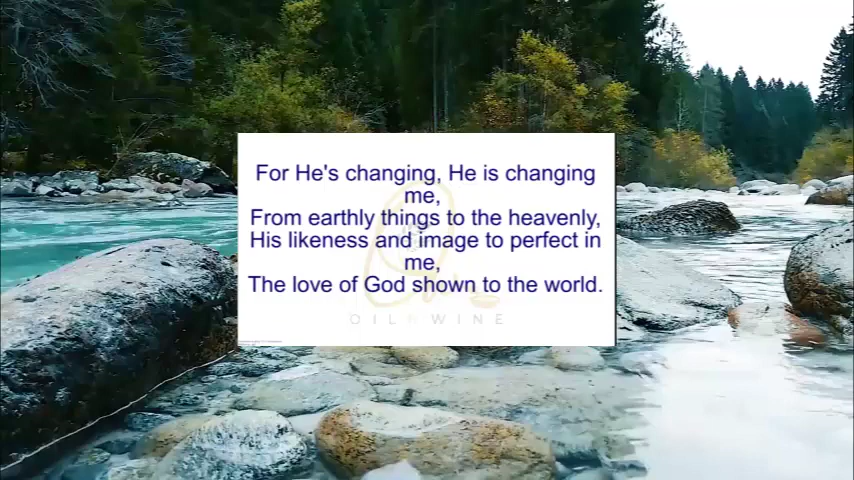 For He's changing, He is changing
me,
From earthly things to the heavenly,
His likeness and image to perfect in
me,
The love of God shown to the world.
OIL N WINE